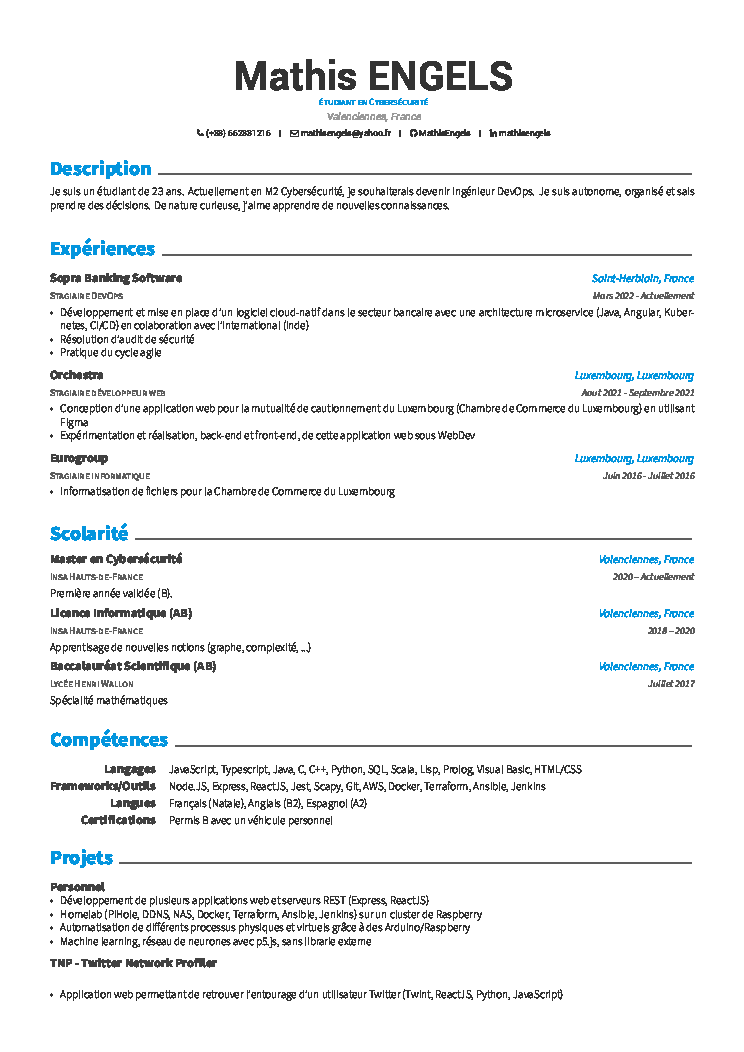 Mathis ENGELS
ÉTUDIANT EN CYBERSÉCURITÉ
Valenciennes, France
(+33) 662881216 | mathisengels@yahoo.fr | MathisEngels | mathisengels
Description
Je suis un étudiant de 23 ans. Actuellement en M2 Cybersécurité, je souhaiterais devenir ingénieur DevOps. Je suis autonome, organisé et sais
prendre des décisions. De nature curieuse, j'aime apprendre de nouvelles connaissances.
Expériences
Sopra Banking Software Saint-Herblain, France
STAGIAIRE DEVOPS Mars 2022 - Actuellement
• Développement et mise en place d'un logiciel cloud-natif dans le secteur bancaire avec une architecture microservice (Java, Angular, Kuber-
netes, CI/CD) en colaboration avec l'international (Inde)
• Résolution d'audit de sécurité
• Pratique du cycle agile
Orchestra Luxembourg, Luxembourg
STAGIAIRE DÉVELOPPEUR WEB Aout 2021 - Septembre 2021
• Conception d'une application web pour la mutualité de cautionnement du Luxembourg (Chambre de Commerce du Luxembourg) en utilisant
Figma
• Expérimentation et réalisation, back-end et front-end, de cette application web sous WebDev
Eurogroup Luxembourg, Luxembourg
STAGIAIRE INFORMATIQUE Juin 2016 - Juillet 2016
• Informatisation de fichiers pour la Chambre de Commerce du Luxembourg
Scolarité
Master en Cybersécurité Valenciennes, France
INSA HAUTS-DE-FRANCE 2020 – Actuellement
Première année validée (B).
Licence Informatique (AB) Valenciennes, France
INSA HAUTS-DE-FRANCE 2018 – 2020
Apprentisage de nouvelles notions (graphe, complexité, ...)
Baccalauréat Scientifique (AB) Valenciennes, France
LYCÉE HENRI WALLON Juillet 2017
Spécialité mathématiques
Compétences
Langages JavaScript, Typescript, Java, C, C++, Python, SQL, Scala, Lisp, Prolog, Visual Basic, HTML/CSS
Frameworks/Outils Node.JS, Express, ReactJS, Jest, Scapy, Git, AWS, Docker, Terraform, Ansible, Jenkins
Langues Français (Natale), Anglais (B2), Espagnol (A2)
Certifications Permis B avec un véhicule personnel
Projets
Personnel
• Développement de plusieurs applications web et serveurs REST (Express, ReactJS)
• Homelab (PiHole, DDNS, NAS, Docker, Terraform, Ansible, Jenkins) sur un cluster de Raspberry
• Automatisation de différents processus physiques et virtuels grâce à des Arduino/Raspberry
• Machine learning, réseau de neurones avec p5.js, sans librarie externe
TNP - Twitter Network Profiler
• Application web permettant de retrouver l'entourage d'un utilisateur Twitter (Twint, ReactJS, Python, JavaScript)